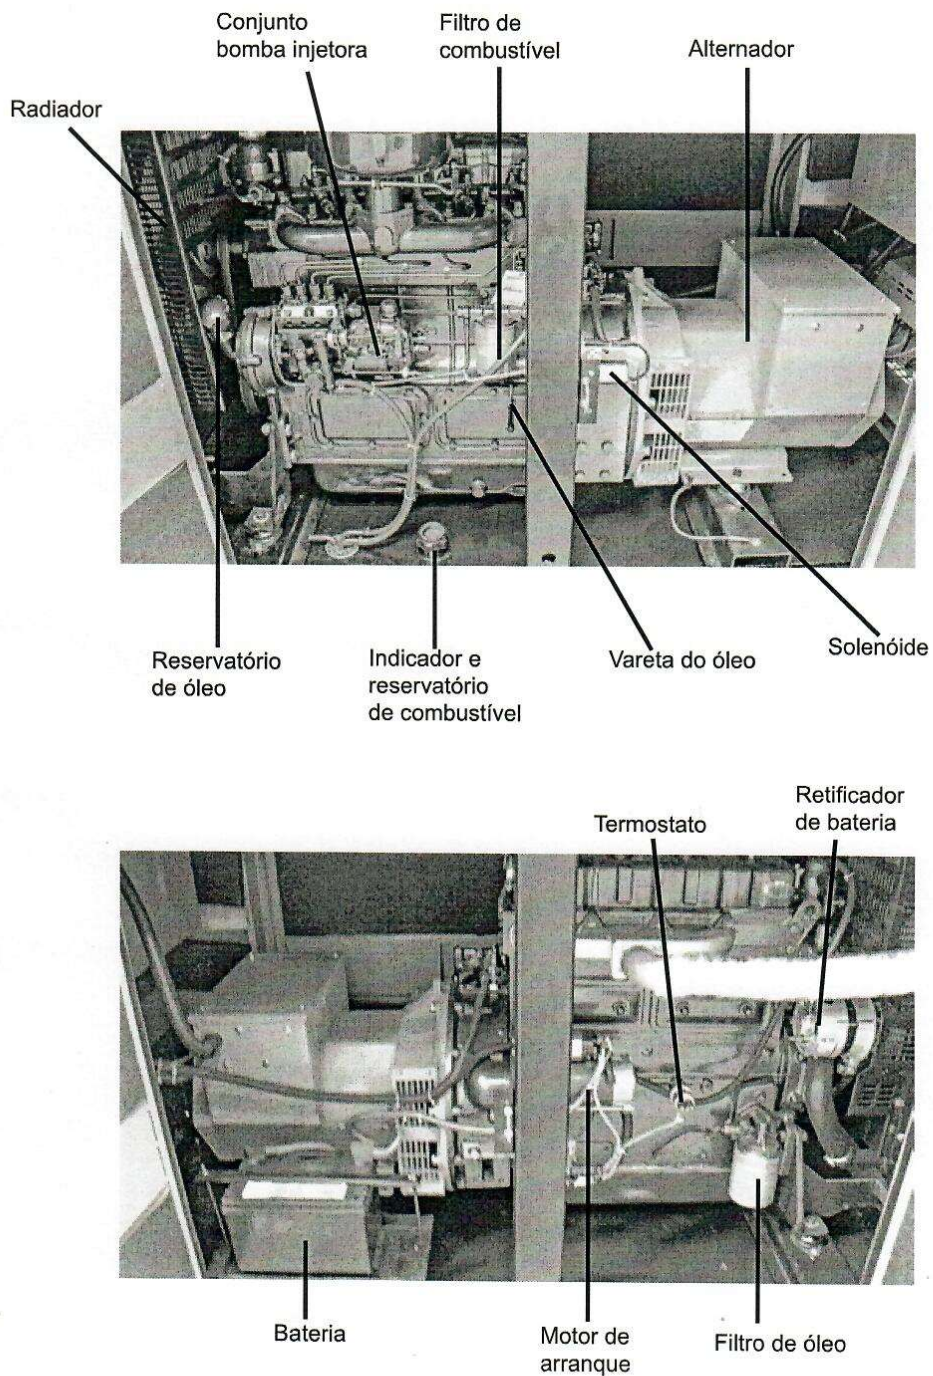 Conjunto
bomba injetora
Filtro de
combustível
Alternador
Radiador
Reservatório
de óleo
Indicador e
reservatório
de combustível
Vareta do óleo
Solenóide
Retificador
de bateria
Termostato
Bateria
Motor de
arranque
Filtro de óleo